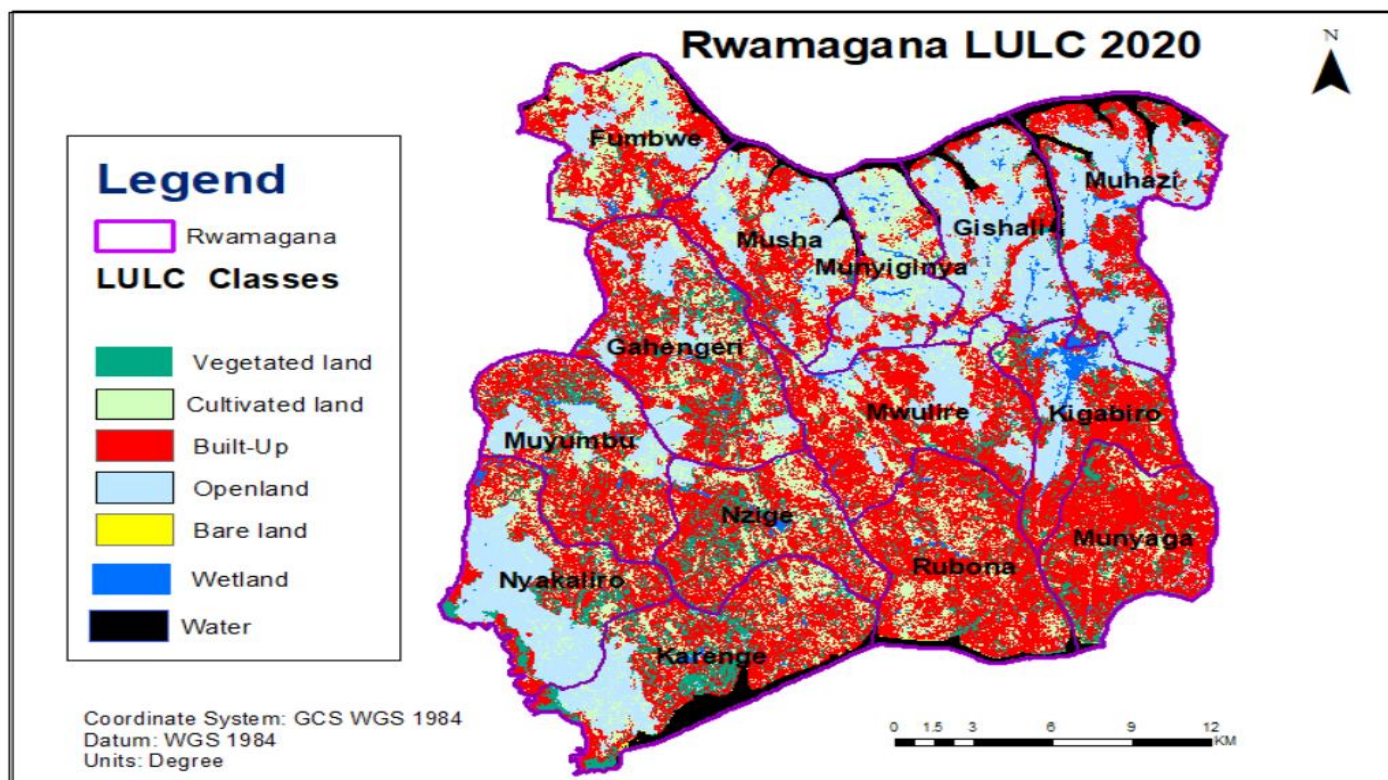 Rwamagana LULC 2020
N
Legend
Rwamagana
LULC Classes
Vegetated land
Cultivated land
Built-Up
Openland
Bare land
Wetland
Water
Fumbwe
Muhazi
Gishali
Musha
Munyiginya
Gahengeri
Mwulire
Kigabiro
Muyumbu
Nzige
Munyaga
Rubona
Nyakaliro
Karenge
Coordinate System: GCS WGS 1984
Datum: WGS 1984
Units: Degree
0 1.5 3 6 9 12
KM